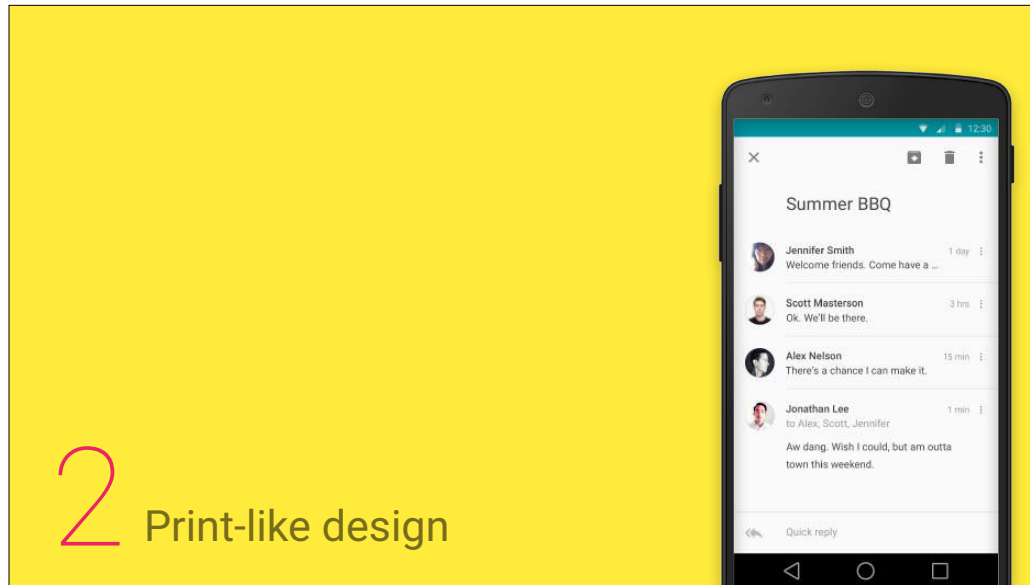 12:30
Summer BBQ
Jennifer Smith 1 day
Welcome friends. Come have a ...
Scott Masterson 3 hrs
Ok. We'll be there.
Alex Nelson 15 min
There's a chance I can make it.
Jonathan Lee 1 min
to Alex, Scott, Jennifer
Aw dang. Wish I could, but am outta
town this weekend.
Quick reply
2 Print-like design